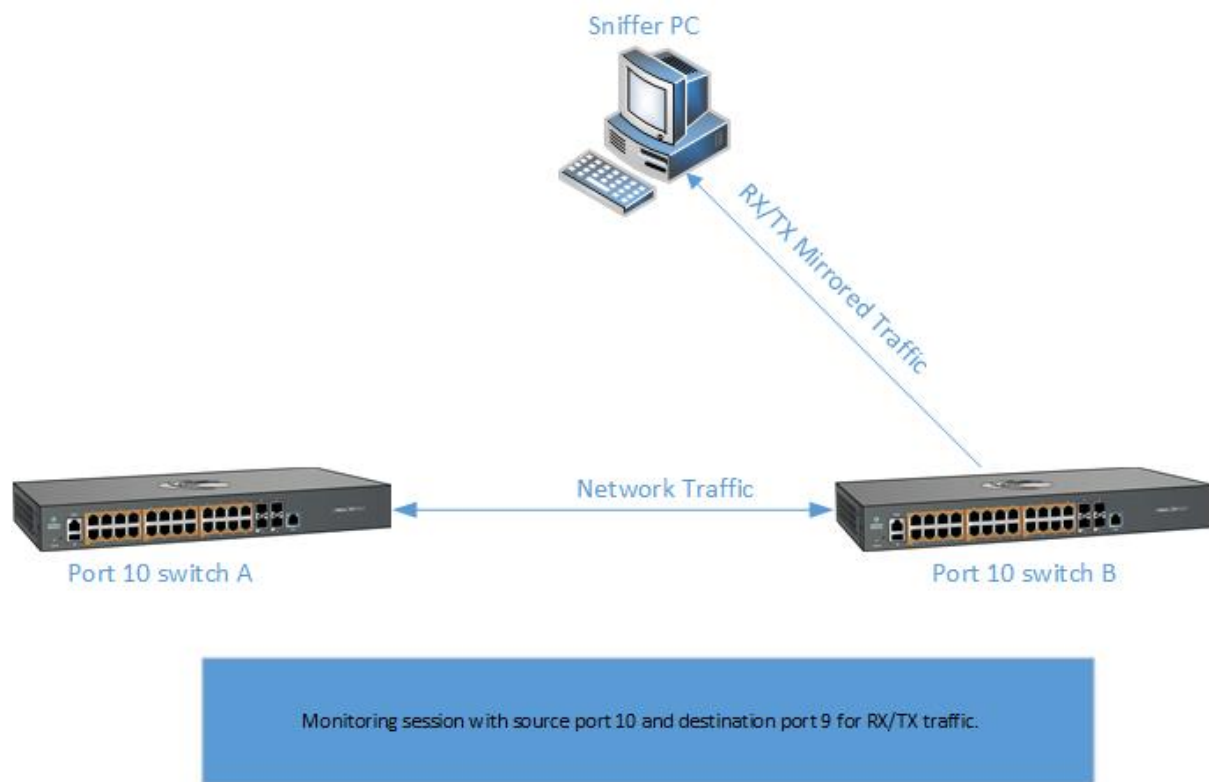 Sniffer PC
RX/TX Mirrored Traffic
Network Traffic
Port 10 switch A
Port 10 switch B
Monitoring session with source port 10 and destination port 9 for RX/TX traffic.